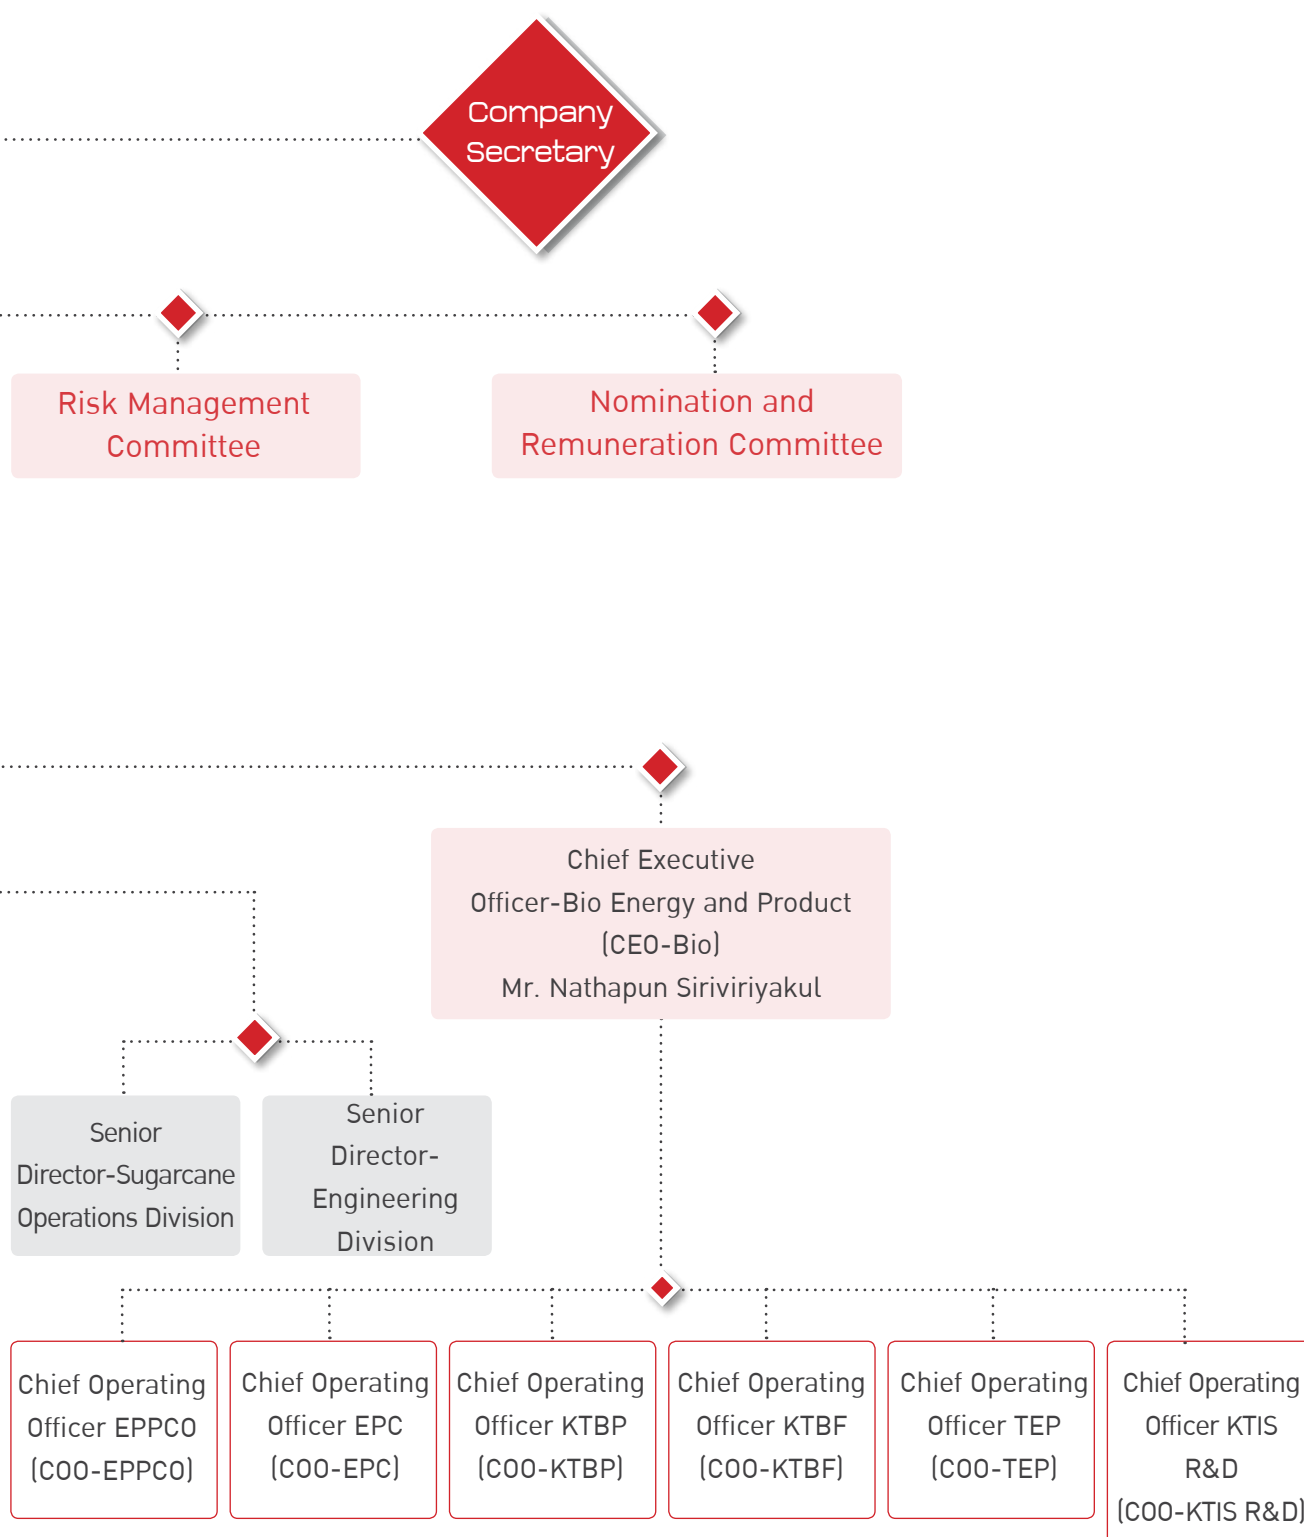 Company
Secretary
Risk Management
Committee
Nomination and
Remuneration Committee
Chief Executive
Officer-Bio Energy and Product
(CEO-Bio)
Mr. Nathapun Siriviriyakul
Senior
Director-Sugarcane
Operations Division
Senior
Director-
Engineering
Division
Chief Operating
Officer EPPCO
(COO-EPPCO)
Chief Operating
Officer EPC
(COO-EPC)
Chief Operating
Officer KTBP
(COO-KTBP)
Chief Operating
Officer KTBF
(COO-KTBF)
Chief Operating
Officer TEP
(COO-TEP)
Chief Operating
Officer KTIS
R&D
(COO-KTIS R&D)